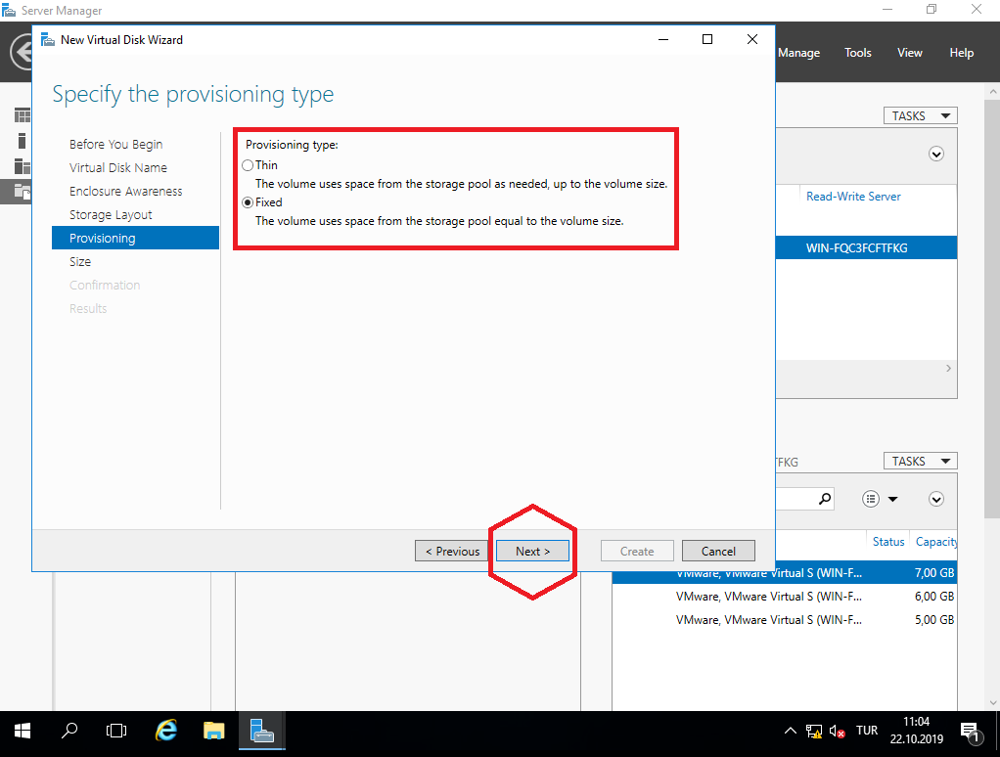 Server Manager
New Virtual Disk Wizard
Manage Tools View Help
Specify the provisioning type
Before You Begin
Virtual Disk Name
Enclosure Awareness
Storage Layout
Provisioning
Size
Confirmation
Results
Provisioning type:
Thin
The volume uses space from the storage pool as needed, up to the volume size.
Fixed
The volume uses space from the storage pool equal to the volume size.
< Previous Next > Create Cancel
TASKS
Read-Write Server
WIN-FQC3FCFTFKG
TFKG TASKS
Status Capacity
VMware, VMware Virtual S (WIN-F... 7,00 GB
VMware, VMware Virtual S (WIN-F... 6,00 GB
VMware, VMware Virtual S (WIN-F... 5,00 GB
TUR
11:04
22.10.2019
1